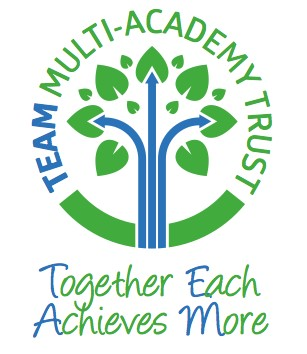 TEAM MULTI-ACADEMY TRUST
Together Each
Achieves More